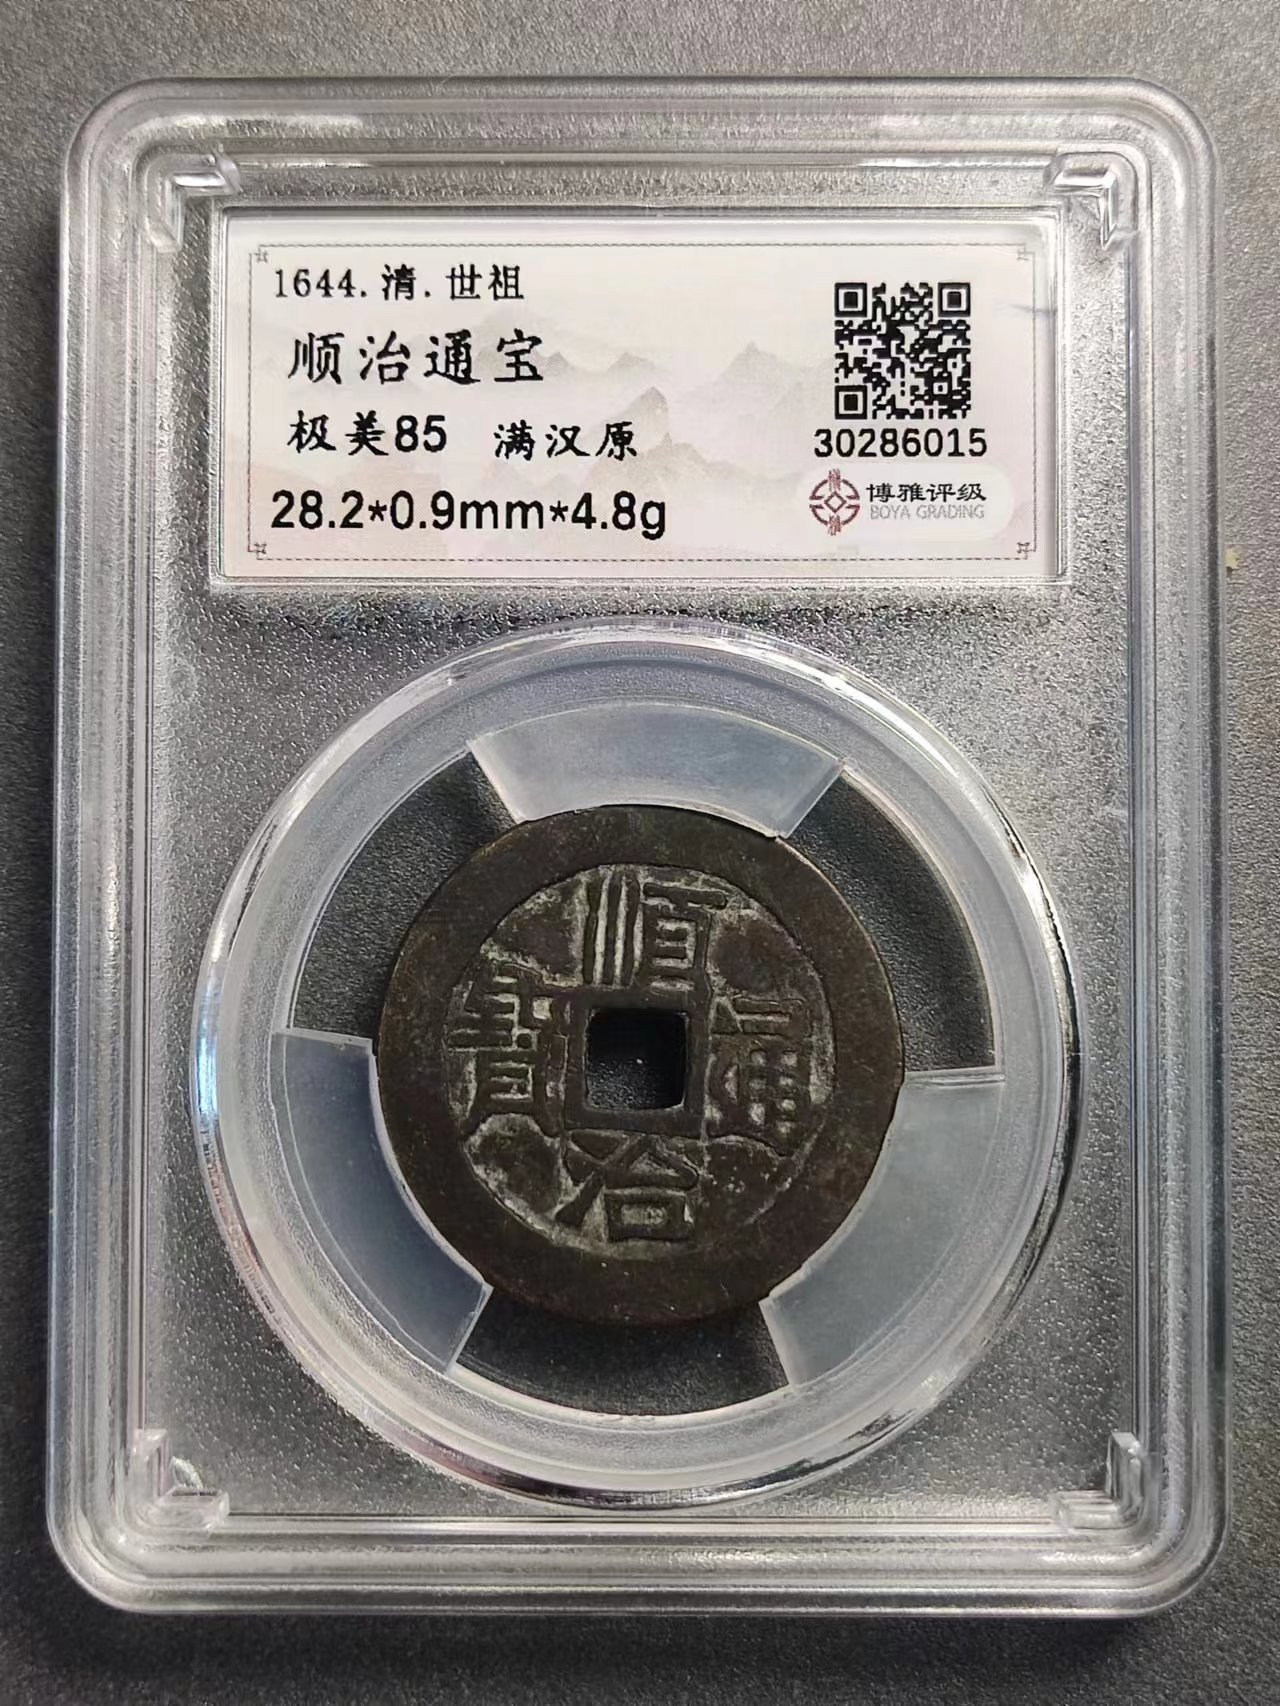 1644.清.世祖
顺治通宝
极美85 满汉原
28.2*0.9mm*4.8g
30286015
博雅评级
BOYA GRADING
順
寶 通
治